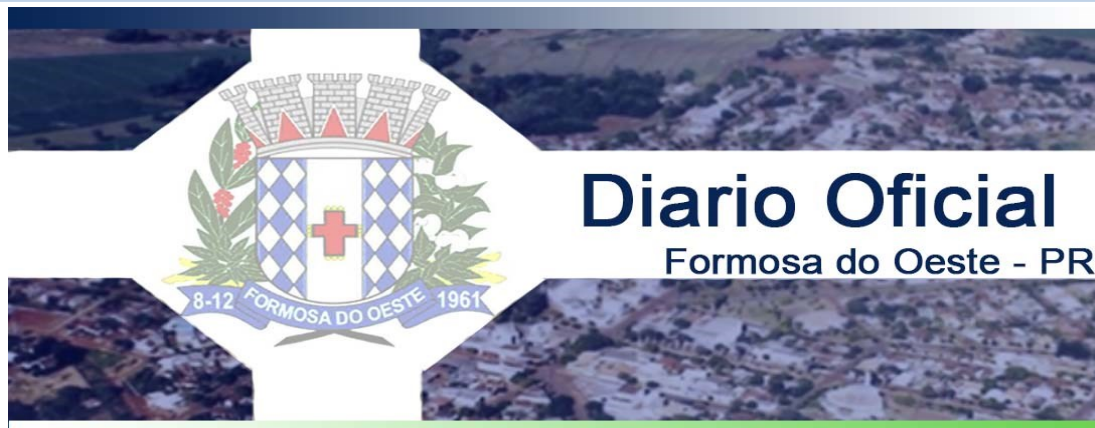 Diario Oficial
Formosa do Oeste - PR
8-12 FORMOSA DO OESTE 1961